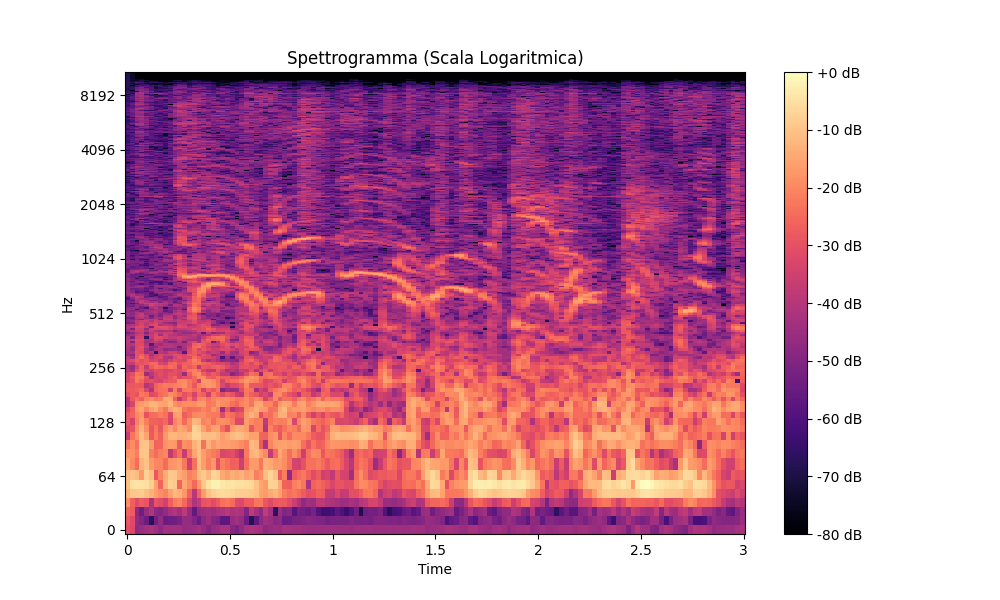 Spettrogramma (Scala Logaritmica)
Hz
8192
4096
2048
1024
512
256
128
64
0
0
0.5
1
1.5
2
2.5
3
Time
+0 dB
-10 dB
-20 dB
-30 dB
-40 dB
-50 dB
-60 dB
-70 dB
-80 dB